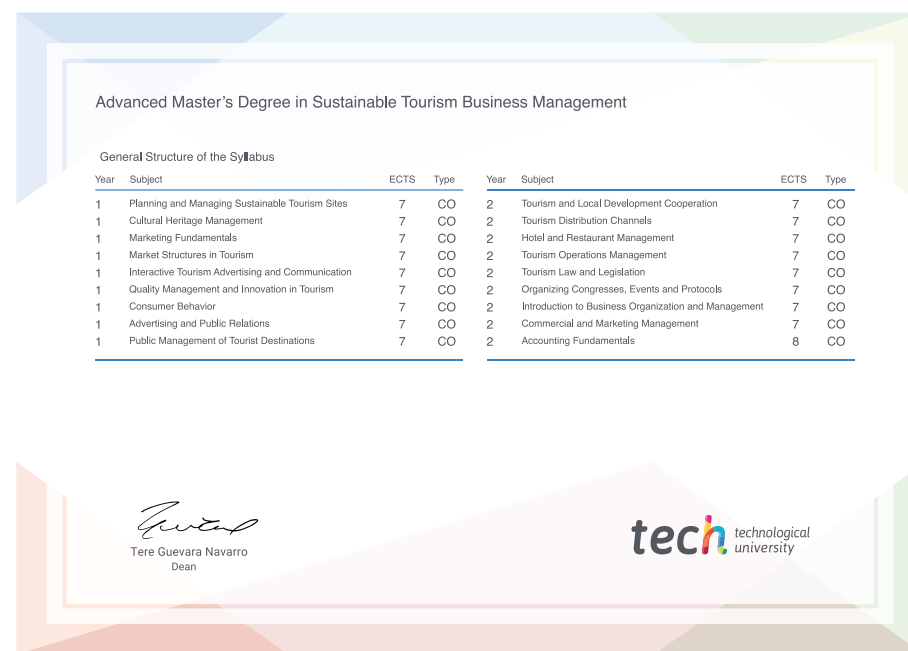 Advanced Master's Degree in Sustainable Tourism Business Management
General Structure of the Syllabus
Year Subject ECTS Type
1 Planning and Managing Sustainable Tourism Sites 7 CO
1 Cultural Heritage Management 7 CO
1 Marketing Fundamentals 7 CO
1 Market Structures in Tourism 7 CO
1 Interactive Tourism Advertising and Communication 7 CO
1 Quality Management and Innovation in Tourism 7 CO
1 Consumer Behavior 7 CO
1 Advertising and Public Relations 7 CO
1 Public Management of Tourist Destinations 7 CO
Year Subject ECTS Type
2 Tourism and Local Development Cooperation 7 CO
2 Tourism Distribution Channels 7 CO
2 Hotel and Restaurant Management 7 CO
2 Tourism Operations Management 7 CO
2 Tourism Law and Legislation 7 CO
2 Organizing Congresses, Events and Protocols 7 CO
2 Introduction to Business Organization and Management 7 CO
2 Commercial and Marketing Management 7 CO
2 Accounting Fundamentals 8 CO
Tere Guevara Navarro
Dean
tech technological
university